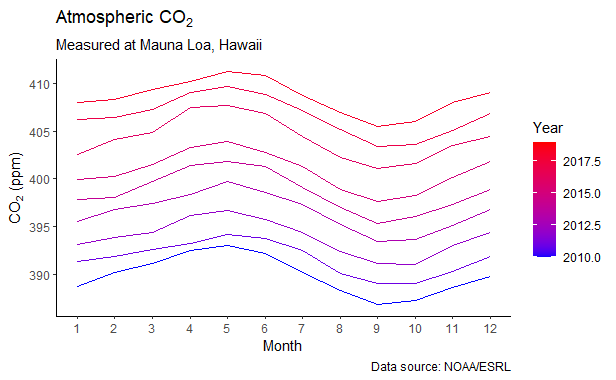 Atmospheric CO₂
Measured at Mauna Loa, Hawaii
CO₂ (ppm)
410
405
400
395
390
1 2 3 4 5 6 7 8 9 10 11 12
Month
Year
2017.5
2015.0
2012.5
2010.0
Data source: NOAA/ESRL